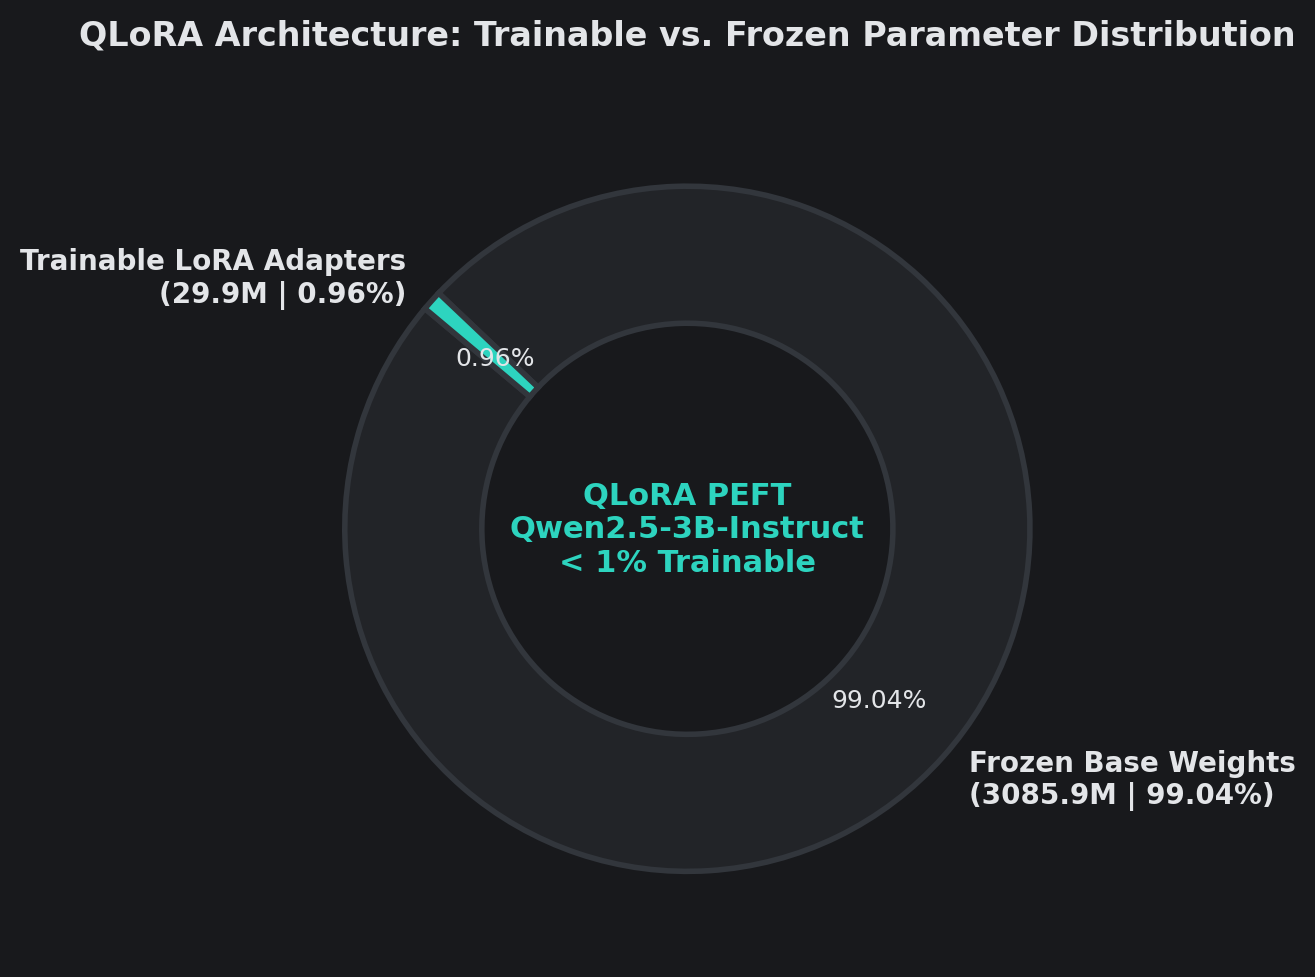 QLoRA Architecture: Trainable vs. Frozen Parameter Distribution
Trainable LoRA Adapters
(29.9M | 0.96%)
0.96%
QLoRA PEFT
Qwen2.5-3B-Instruct
< 1% Trainable
99.04%
Frozen Base Weights
(3085.9M | 99.04%)